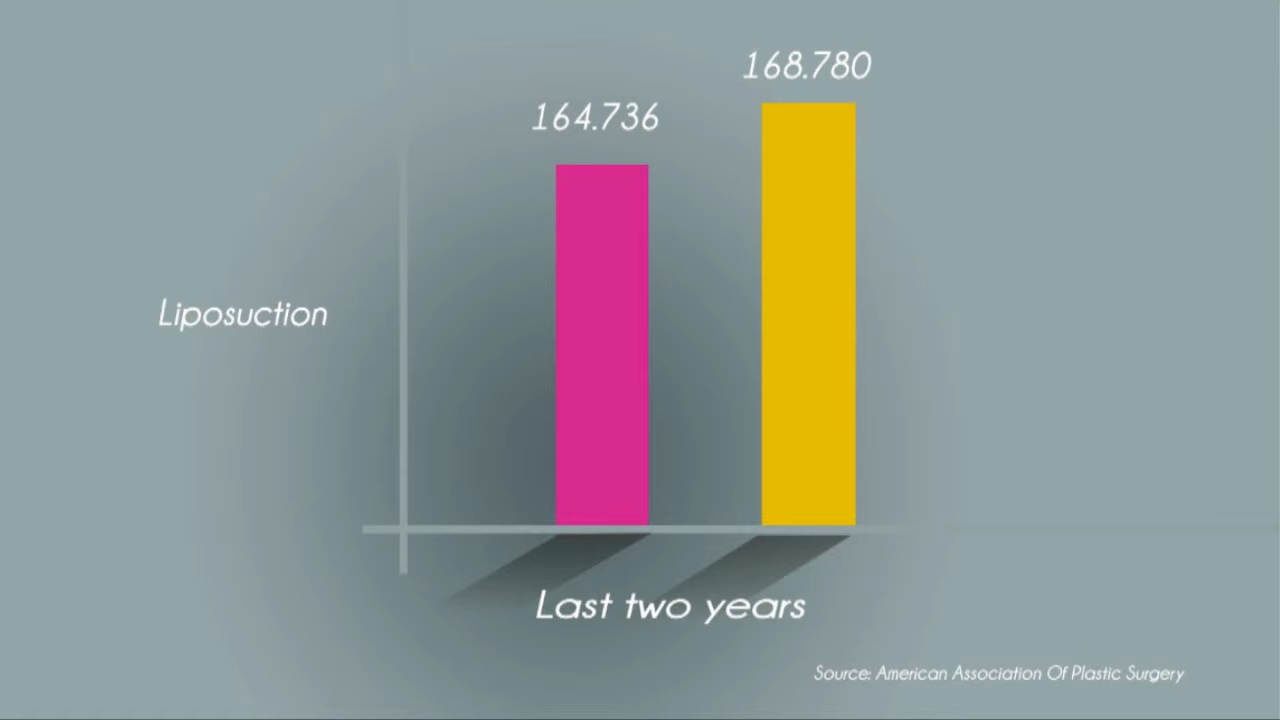 168.780
164.736
Liposuction
Last two years
Source: American Association Of Plastic Surgery